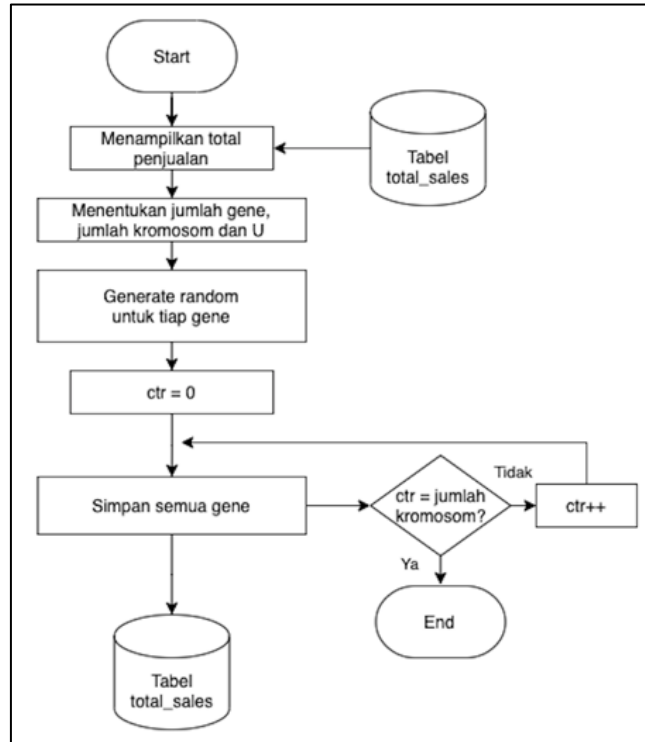 Start
Menampilkan total
penjualan
Tabel
total_sales
Menentukan jumlah gene,
jumlah kromosom dan U
Generate random
untuk tiap gene
ctr = 0
Simpan semua gene
ctr = jumlah
kromosom?
Tidak
ctr++
Ya
End
Tabel
total_sales